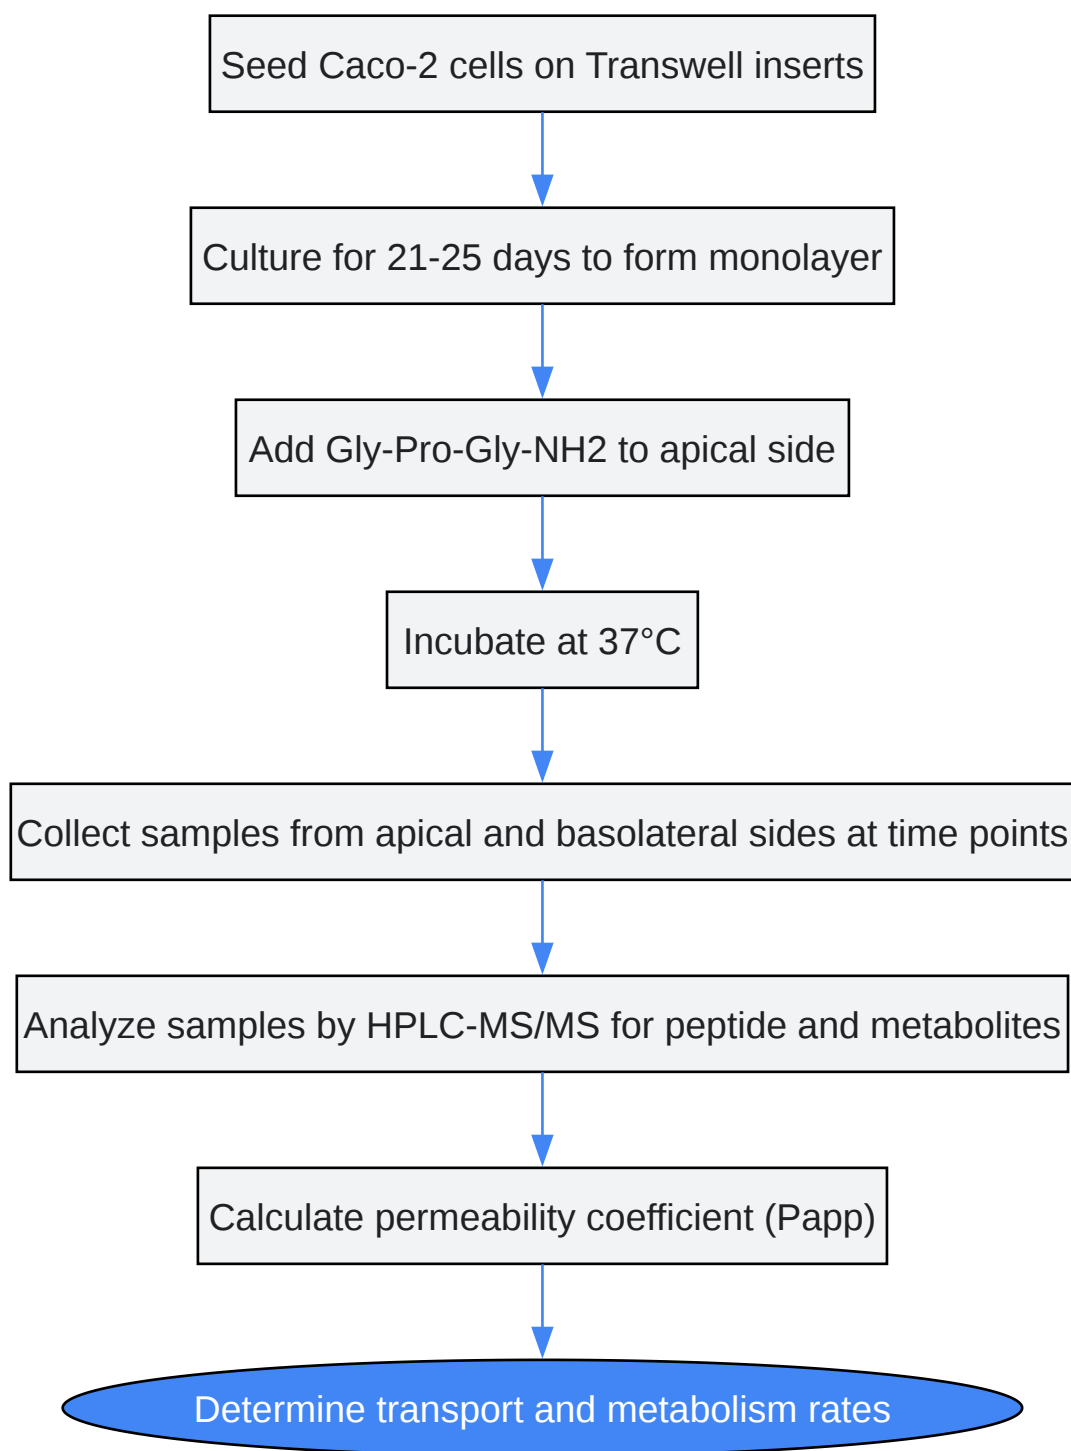 Seed Caco-2 cells on Transwell inserts
Culture for 21-25 days to form monolayer
Add Gly-Pro-Gly-NH2 to apical side
Incubate at 37°C
Collect samples from apical and basolateral sides at time points
Analyze samples by HPLC-MS/MS for peptide and metabolites
Calculate permeability coefficient (Papp)
Determine transport and metabolism rates